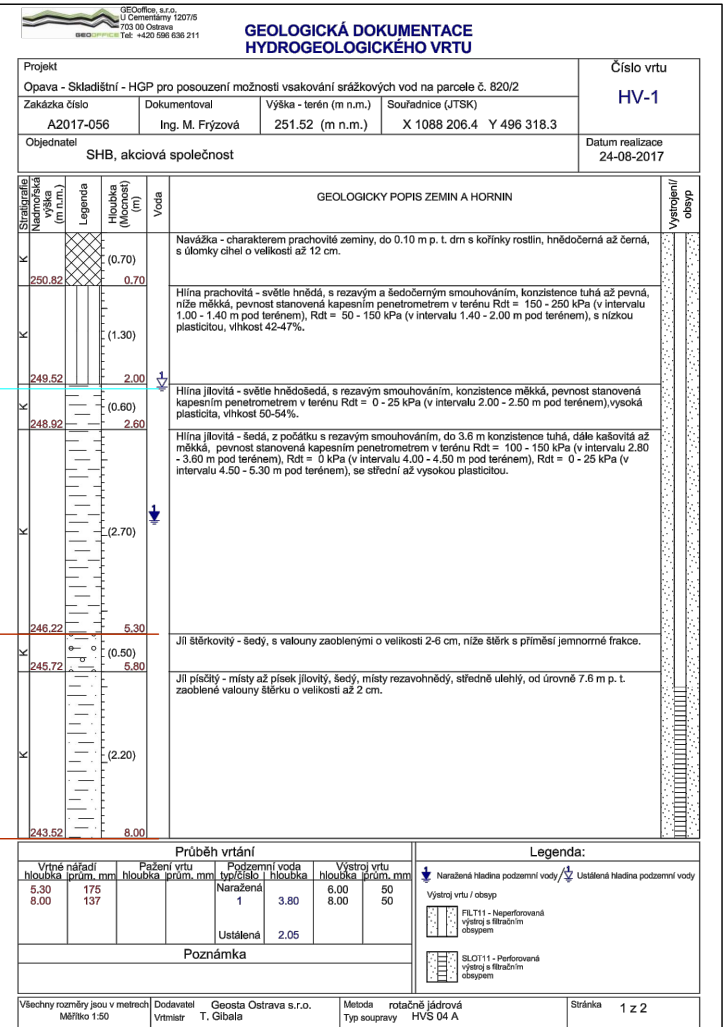 GEOoffice, s.r.o.
U Cementárny 1207/5
703 00 Ostrava
GEOOFFICE Tel: +420 596 636 211
GEOLOGICKÁ DOKUMENTACE
HYDROGEOLOGICKÉHO VRTU
Projekt
Opava - Skladištní - HGP pro posouzení možnosti vsakování srážkových vod na parcele č. 820/2
Číslo vrtu
HV-1
Zakázka číslo
A2017-056
Dokumentoval
Ing. M. Frýzová
Výška - terén (m n.m.)
251.52 (m n.m.)
Souřadnice (JTSK)
X 1088 206.4 Y 496 318.3
Objednatel
SHB, akciová společnost
Datum realizace
24-08-2017
Stratigrafie
Nadmořská
výška
(m n.m.)
Legenda
Hloubka
(Mocnost)
(m)
Voda
GEOLOGICKY POPIS ZEMIN A HORNIN
Vystrojení/
obsyp
K
(0.70)
250.82 0.70
Navážka - charakterem prachovité zeminy, do 0.10 m p. t. drn s kořínky rostlin, hnědočerná až černá,
s úlomky cihel o velikosti až 12 cm.
K
(1.30)
249.52 2.00
1
Hlína prachovitá - světle hnědá, s rezavým a šedočerným smouhováním, konzistence tuhá až pevná,
níže měkká, pevnost stanovená kapesním penetrometrem v terénu Rdt = 150 - 250 kPa (v intervalu
1.00 - 1.40 m pod terénem), Rdt = 50 - 150 kPa (v intervalu 1.40 - 2.00 m pod terénem), s nízkou
plasticitou, vlhkost 42-47%.
K
(0.60)
248.92 2.60
Hlína jílovitá - světle hnědošedá, s rezavým smouhováním, konzistence měkká, pevnost stanovená
kapesním penetrometrem v terénu Rdt = 0 - 25 kPa (v intervalu 2.00 - 2.50 m pod terénem),vysoká
plasticita, vlhkost 50-54%.
K
(2.70)
246.22 5.30
1
Hlína jílovitá - šedá, z počátku s rezavým smouhováním, do 3.6 m konzistence tuhá, dále kašovitá až
měkká, pevnost stanovená kapesním penetrometrem v terénu Rdt = 100 - 150 kPa (v intervalu 2.80
- 3.60 m pod terénem), Rdt = 0 kPa (v intervalu 4.00 - 4.50 m pod terénem), Rdt = 0 - 25 kPa (v
intervalu 4.50 - 5.30 m pod terénem), se střední až vysokou plasticitou.
K
(0.50)
245.72 5.80
Jíl štěrkovitý - šedý, s valouny zaoblenými o velikosti 2-6 cm, níže štěrk s příměsí jemnorrné frakce.
K
(2.20)
243.52 8.00
Jíl písčitý - místy až písek jílovitý, šedý, místy rezavohnědý, středně ulehlý, od úrovně 7.6 m p. t.
zaoblené valouny štěrku o velikosti až 2 cm.
Průběh vrtání
Vrtné nářadí Pažení vrtu Podzemní voda Výstroj vrtu
hloubka prům. mm hloubka prům. mm typ/číslo hloubka hloubka prům. mm
5.30 175 Naražená 6.00 50
8.00 137 1 3.80 8.00 50
Ustálená 2.05
Poznámka
Legenda:
1 Naražená hladina podzemní vody/ 1 Ustálená hladina podzemní vody
Výstroj vrtu / obsyp
FILT11 - Neperforovaná
výstroj s filtračním
obsypem
SLOT11 - Perforovaná
výstroj s filtračním
obsypem
Všechny rozměry jsou v metrech
Měřítko 1:50
Dodavatel Geosta Ostrava s.r.o.
Vrtmistr T. Gibala
Metoda rotačně jádrová
Typ soupravy HVS 04 A
Stránka 1 z 2